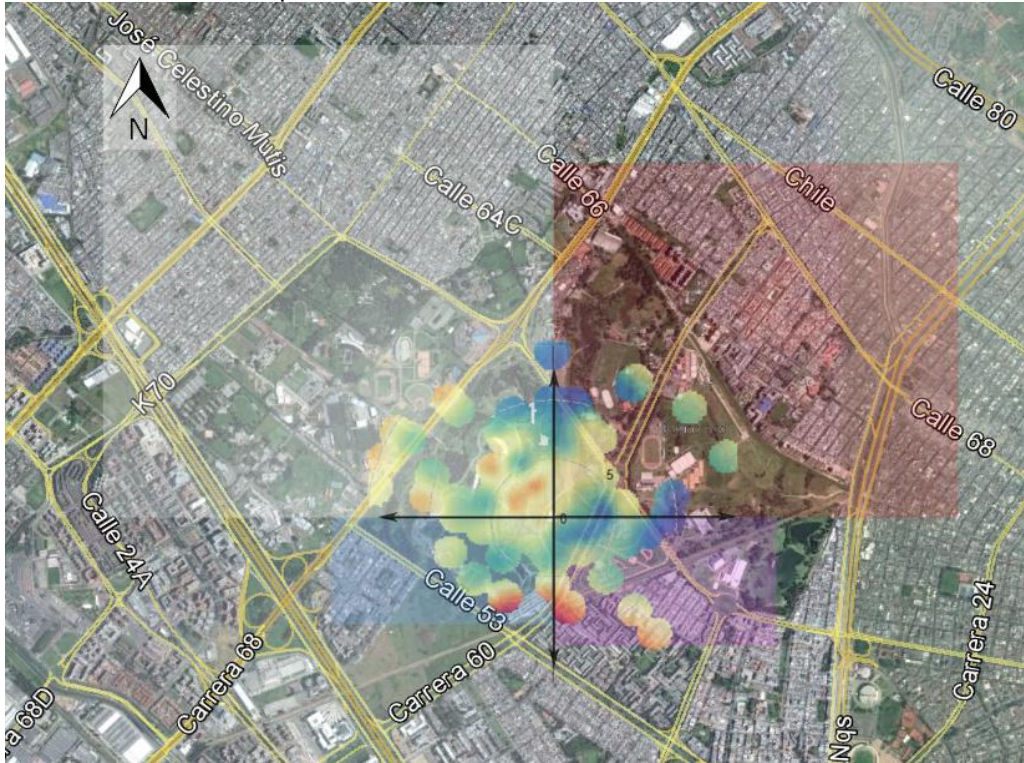 José Celestino Mutis
N
Calle 80
Calle 66
Chile
Calle 64C
K70
Calle 68
5
0
Calle 24A
Calle 53
Carrera 24
Carrera 68
Carrera 60
a 68D
Nqs